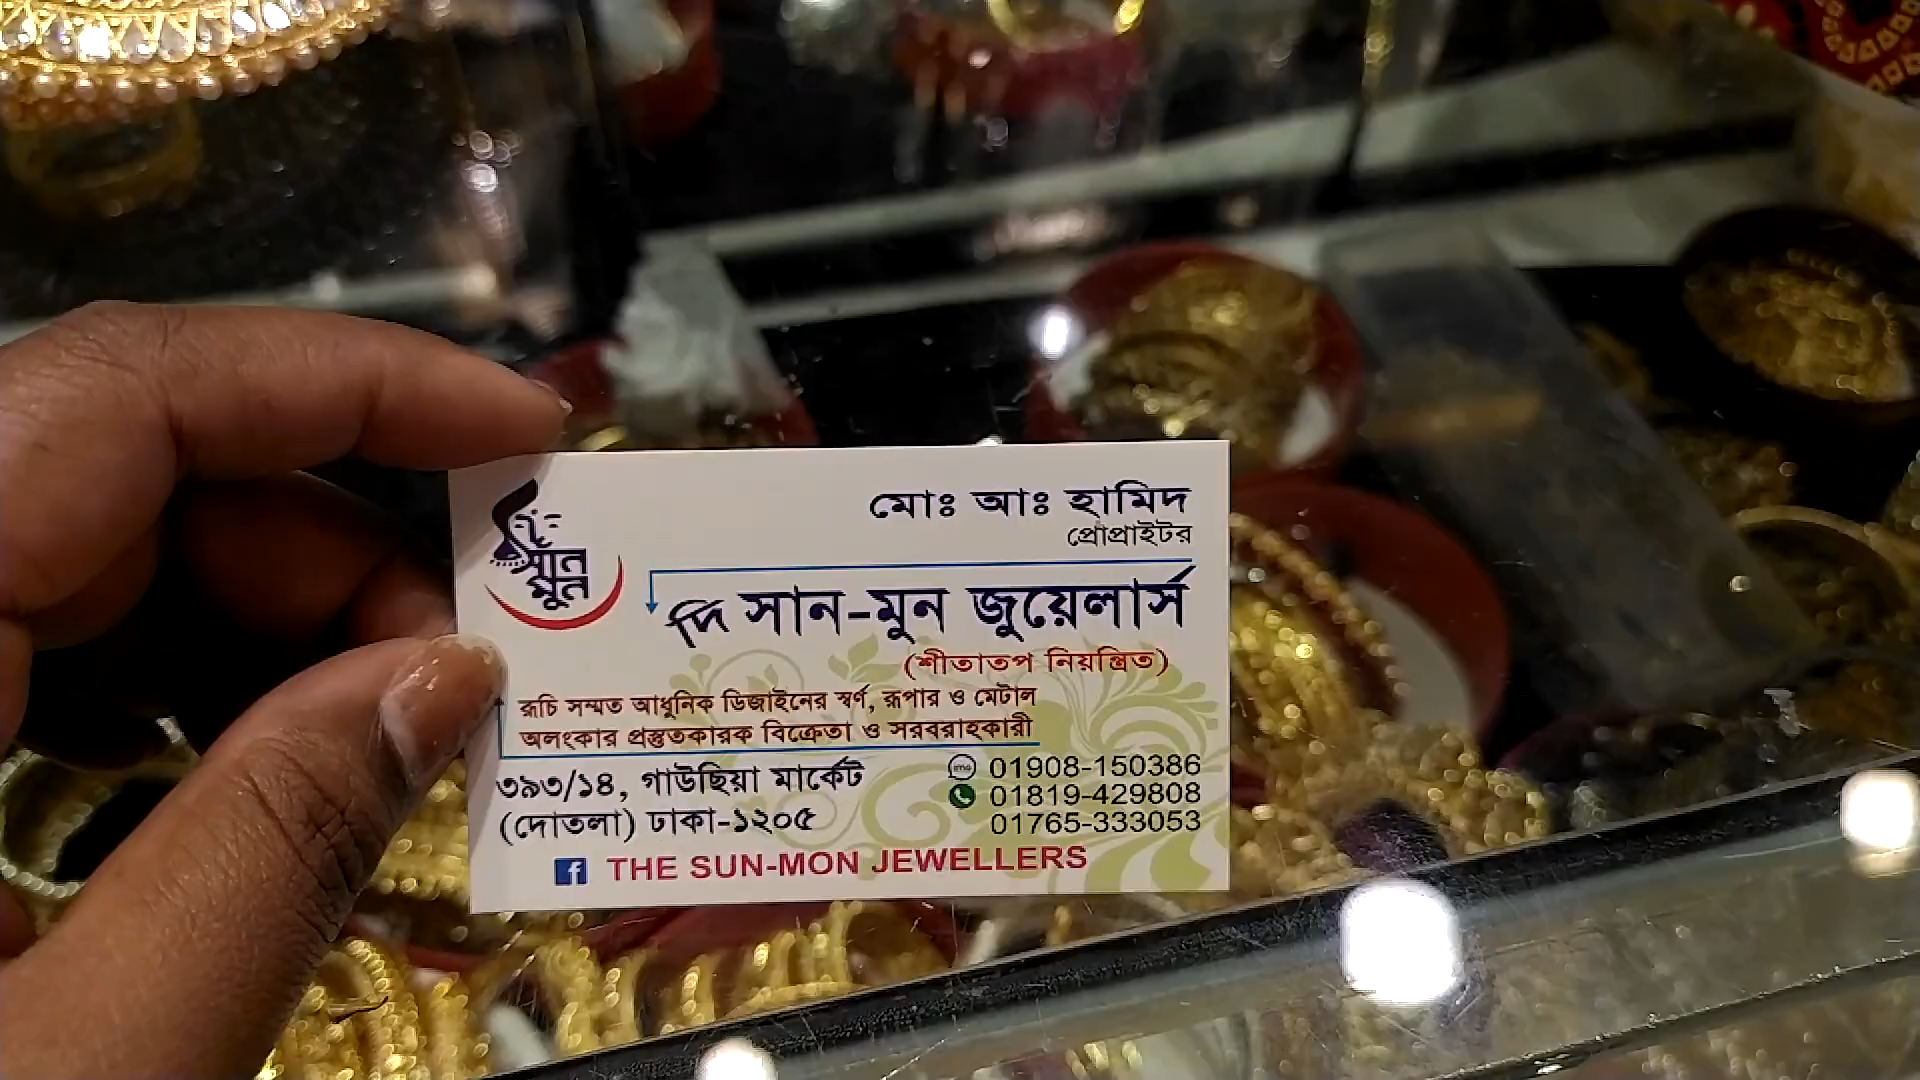 মোঃ আঃ হামিদ
প্রোপ্রাইটর
সান
মুন
দি সান-মুন জুয়েলার্স
(শীতাতপ নিয়ন্ত্রিত)
রূচি সম্মত আধুনিক ডিজাইনের স্বর্ণ, রূপার ও মেটাল
অলংকার প্রস্তুতকারক বিক্রেতা ও সরবরাহকারী
৩৯৩/১৪, গাউছিয়া মার্কেট
(দোতলা) ঢাকা-১২০৫
imo 01908-150386
01819-429808
01765-333053
f THE SUN-MON JEWELLERS